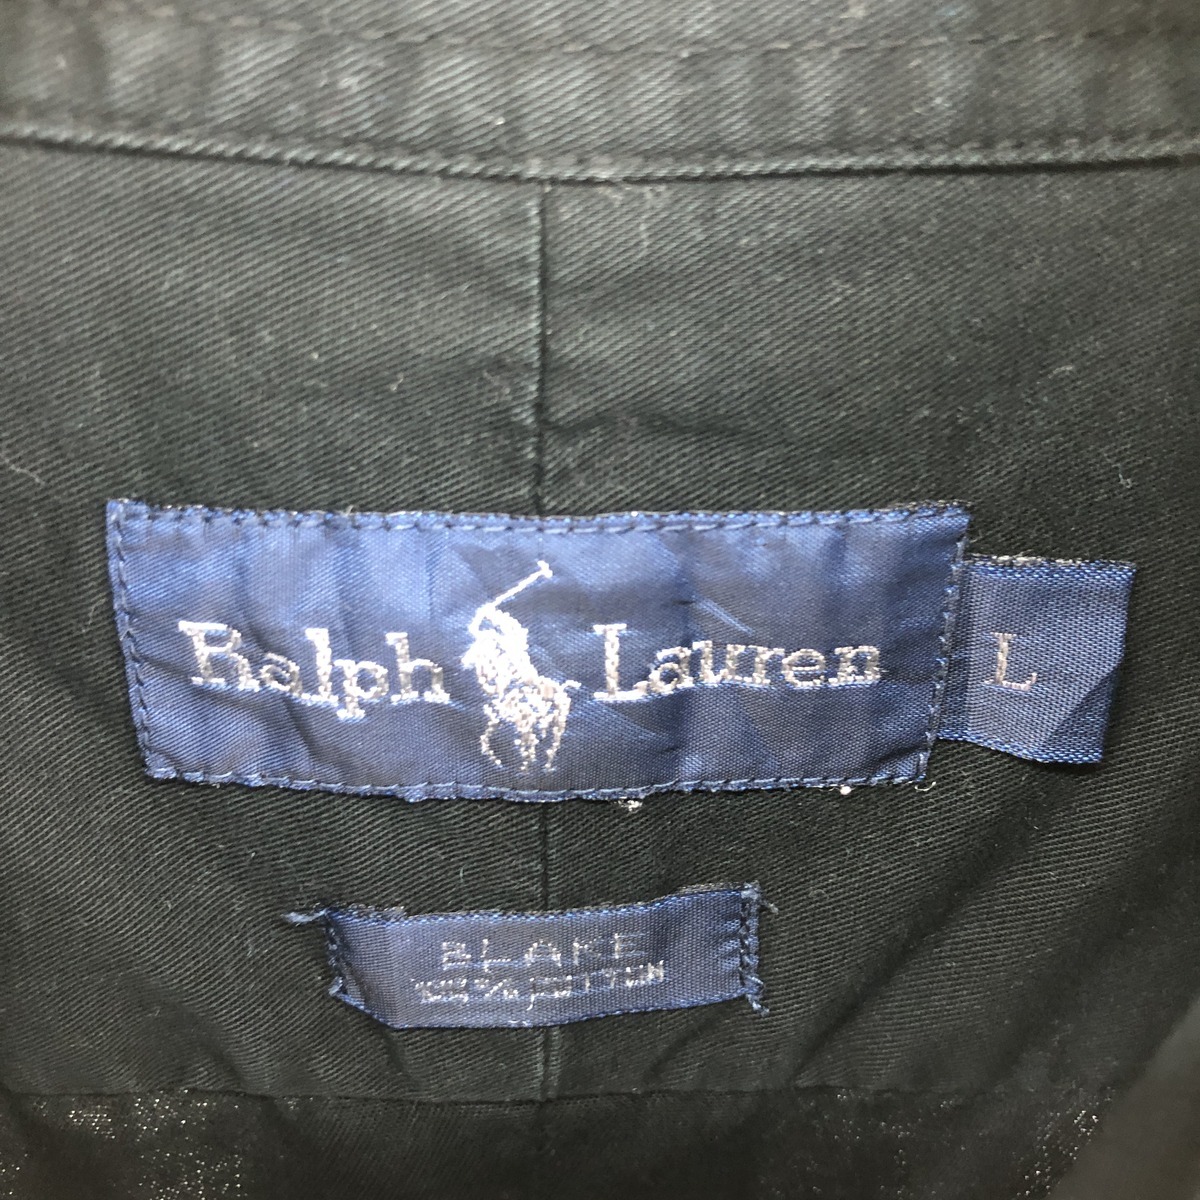 Ralph Lauren
L
BLAKE
100% COTTON